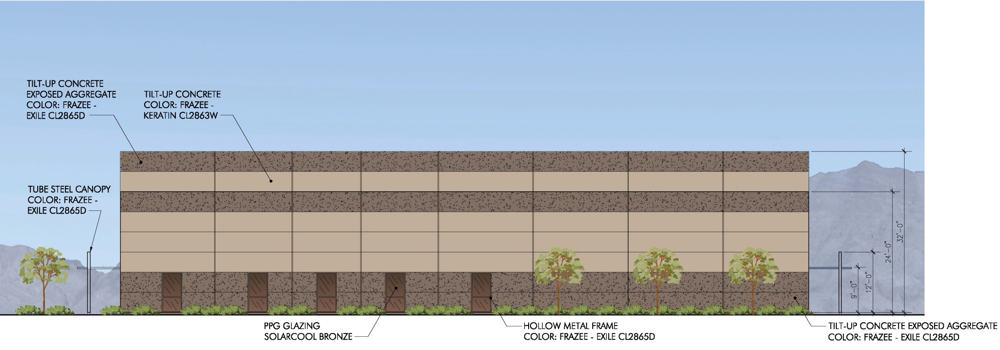 TILT-UP CONCRETE
EXPOSED AGGREGATE
COLOR: FRAZEE -
EXILE CL2865D
TILT-UP CONCRETE
COLOR: FRAZEE -
KERATIN CL2863W
TUBE STEEL CANOPY
COLOR: FRAZEE -
EXILE CL2865D
9'-0"
12'-0"
24'-0"
32'-0"
PPG GLAZING
SOLARCOOL BRONZE
HOLLOW METAL FRAME
COLOR: FRAZEE - EXILE CL2865D
TILT-UP CONCRETE EXPOSED AGGREGATE
COLOR: FRAZEE - EXILE CL2865D